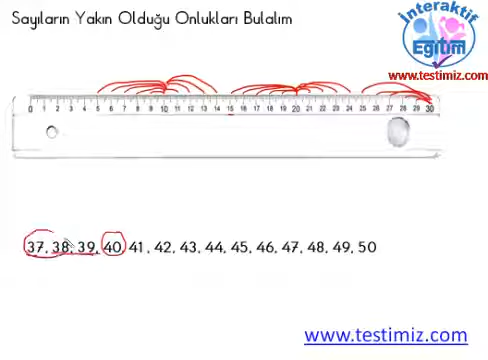 Sayıların Yakın Olduğu Onlukları Bulalım
İnteraktif
Eğitim
www.testimiz.com
0 1 2 3 4 5 6 7 8 9 10 11 12 13 14 15 16 17 18 19 20 21 22 23 24 25 26 27 28 29 30
37, 38, 39, 40, 41, 42, 43, 44, 45, 46, 47, 48, 49, 50
www.testimiz.com